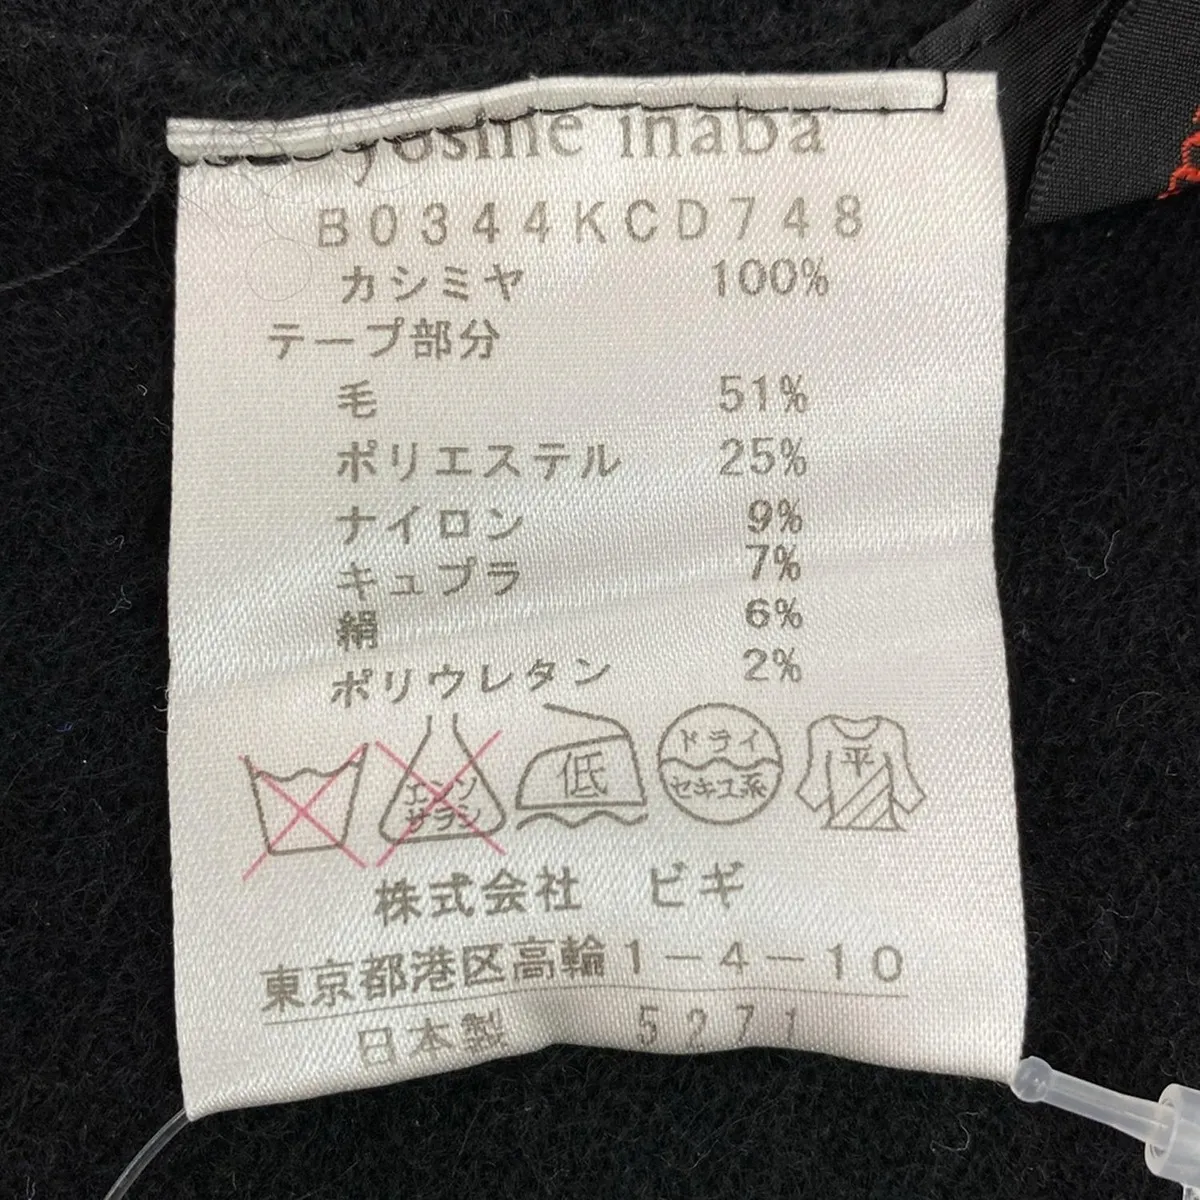 yoshie inaba
B0344KCD748
カシミヤ 100%
テープ部分
毛 51%
ポリエステル 25%
ナイロン 9%
キュプラ 7%
絹 6%
ポリウレタン 2%
エンソ
サラシ
低
ドライ
セキユ系
平
株式会社 ビギ
東京都港区高輪1-4-10
日本製 5271